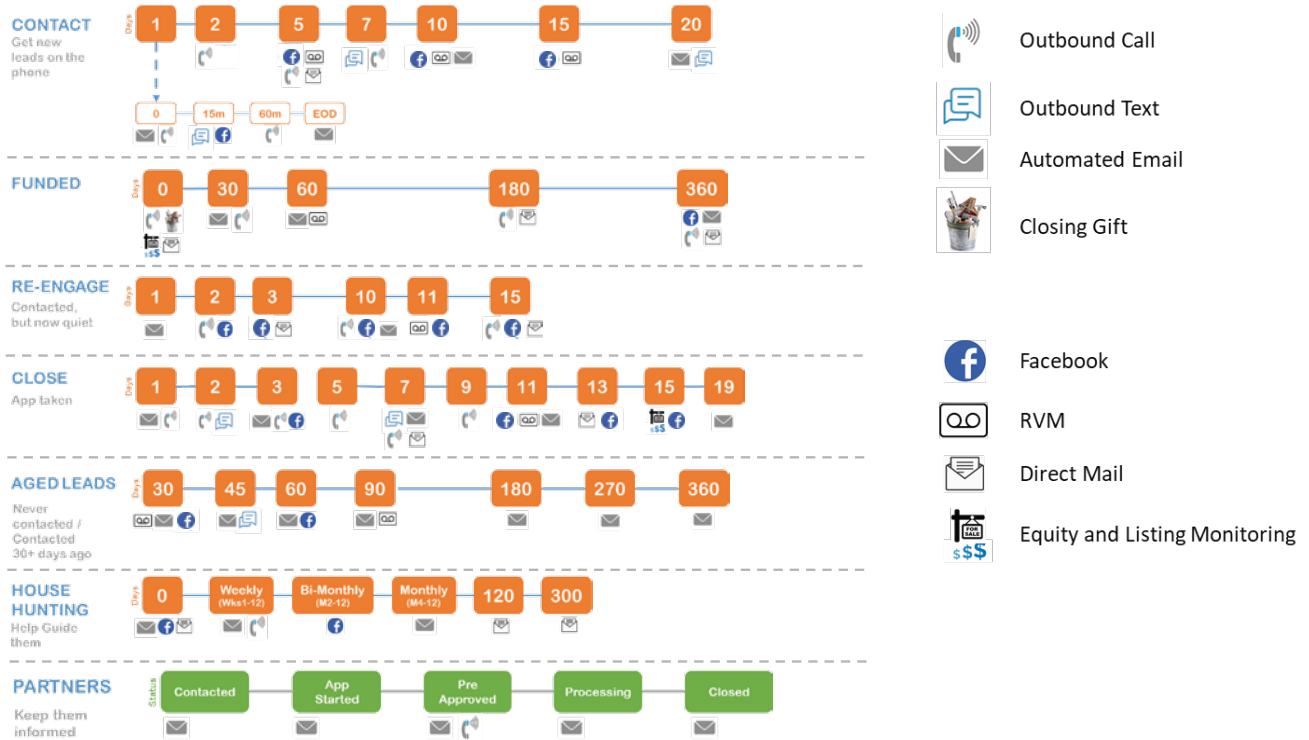 CONTACT
Get new
leads on the
phone
Days
1
2
5
7
10
15
20
0
15m
60m
EOD
FUNDED
Days
0
30
60
180
360
RE-ENGAGE
Contacted,
but now quiet
Days
1
2
3
10
11
15
CLOSE
App taken
Days
1
2
3
5
7
9
11
13
15
19
AGED LEADS
Never
contacted /
Contacted
30+ days ago
Days
30
45
60
90
180
270
360
HOUSE
HUNTING
Help Guide
them
Days
0
Weekly
(Wks1-12)
Bi-Monthly
(M2-12)
Monthly
(M4-12)
120
300
PARTNERS
Keep them
informed
Status
Contacted
App
Started
Pre
Approved
Processing
Closed
Outbound Call
Outbound Text
Automated Email
Closing Gift
Facebook
RVM
Direct Mail
FOR
SALE
$$$
Equity and Listing Monitoring